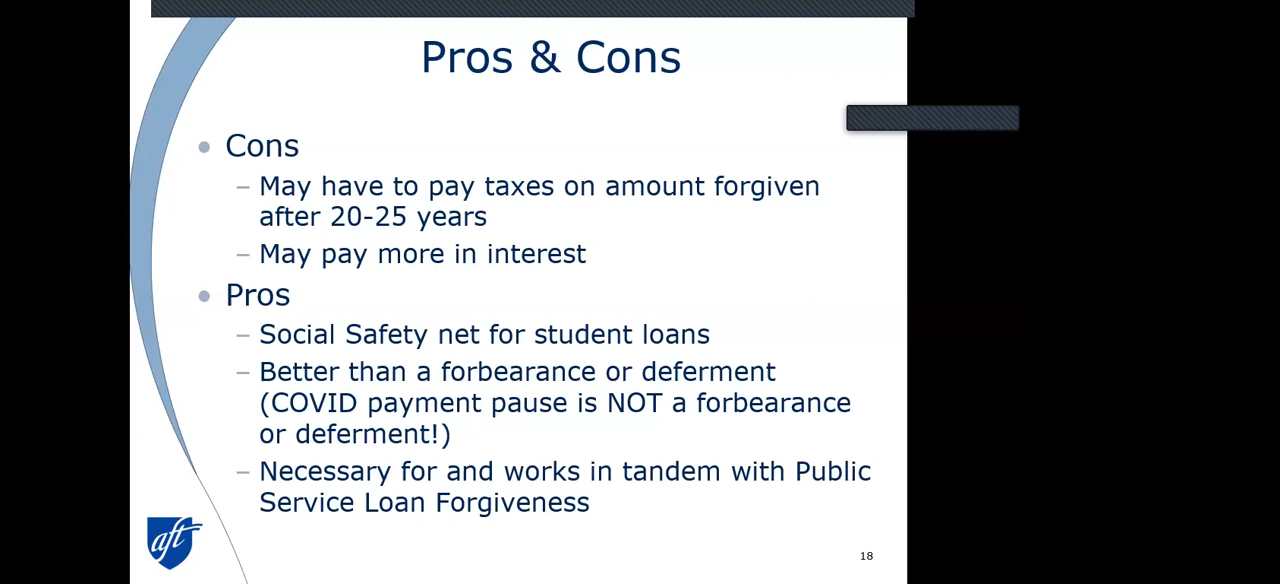 Pros & Cons
Cons
– May have to pay taxes on amount forgiven
after 20-25 years
– May pay more in interest
Pros
– Social Safety net for student loans
– Better than a forbearance or deferment
(COVID payment pause is NOT a forbearance
or deferment!)
– Necessary for and works in tandem with Public
Service Loan Forgiveness
aft
18